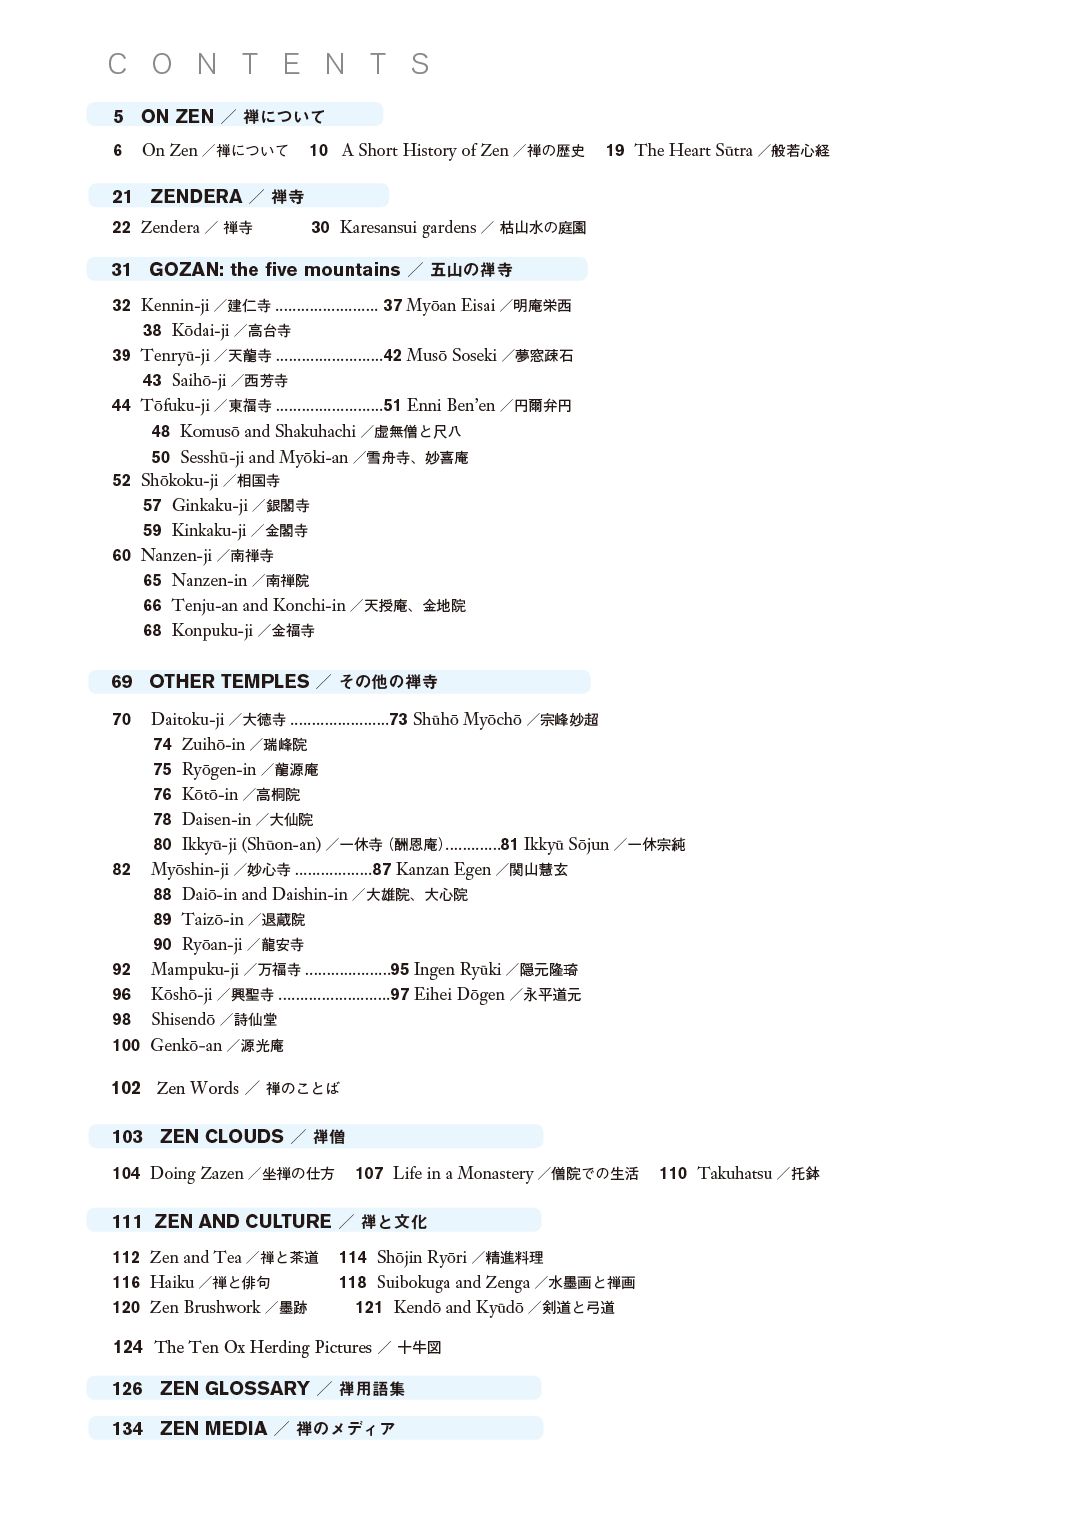 CONTENTS
5 ON ZEN ／ 禅について
6 On Zen ／禅について 10 A Short History of Zen ／禅の歴史 19 The Heart Sūtra ／般若心経
21 ZENDERA ／ 禅寺
22 Zendera ／ 禅寺 30 Karesansui gardens ／ 枯山水の庭園
31 GOZAN: the five mountains ／ 五山の禅寺
32 Kennin-ji ／建仁寺 ........................ 37 Myōan Eisai ／明庵栄西
38 Kōdai-ji ／高台寺
39 Tenryū-ji ／天龍寺 .........................42 Musō Soseki ／夢窓疎石
43 Saihō-ji ／西芳寺
44 Tōfuku-ji ／東福寺 .........................51 Enni Ben’en ／円爾弁円
48 Komusō and Shakuhachi ／虚無僧と尺八
50 Sesshū-ji and Myōki-an ／雪舟寺、妙喜庵
52 Shōkoku-ji ／相国寺
57 Ginkaku-ji ／銀閣寺
59 Kinkaku-ji ／金閣寺
60 Nanzen-ji ／南禅寺
65 Nanzen-in ／南禅院
66 Tenju-an and Konchi-in ／天授庵、金地院
68 Konpuku-ji ／金福寺
69 OTHER TEMPLES ／ その他の禅寺
70 Daitoku-ji ／大徳寺 .......................73 Shūhō Myōchō ／宗峰妙超
74 Zuihō-in ／瑞峰院
75 Ryōgen-in ／龍源庵
76 Kōtō-in ／高桐院
78 Daisen-in ／大仙院
80 Ikkyū-ji (Shūon-an) ／一休寺（酬恩庵）.............81 Ikkyū Sōjun ／一休宗純
82 Myōshin-ji ／妙心寺 ..................87 Kanzan Egen ／関山慧玄
88 Daiō-in and Daishin-in ／大雄院、大心院
89 Taizō-in ／退蔵院
90 Ryōan-ji ／龍安寺
92 Mampuku-ji ／万福寺 ....................95 Ingen Ryūki ／隠元隆琦
96 Kōshō-ji ／興聖寺 ..........................97 Eihei Dōgen ／永平道元
98 Shisendō ／詩仙堂
100 Genkō-an ／源光庵
102 Zen Words ／ 禅のことば
103 ZEN CLOUDS ／ 禅僧
104 Doing Zazen ／坐禅の仕方 107 Life in a Monastery ／僧院での生活 110 Takuhatsu ／托鉢
111 ZEN AND CULTURE ／ 禅と文化
112 Zen and Tea ／禅と茶道 114 Shōjin Ryōri ／精進料理
116 Haiku ／禅と俳句 118 Suibokuga and Zenga ／水墨画と禅画
120 Zen Brushwork ／墨跡 121 Kendō and Kyūdō ／剣道と弓道
124 The Ten Ox Herding Pictures ／ 十牛図
126 ZEN GLOSSARY ／ 禅用語集
134 ZEN MEDIA ／ 禅のメディア